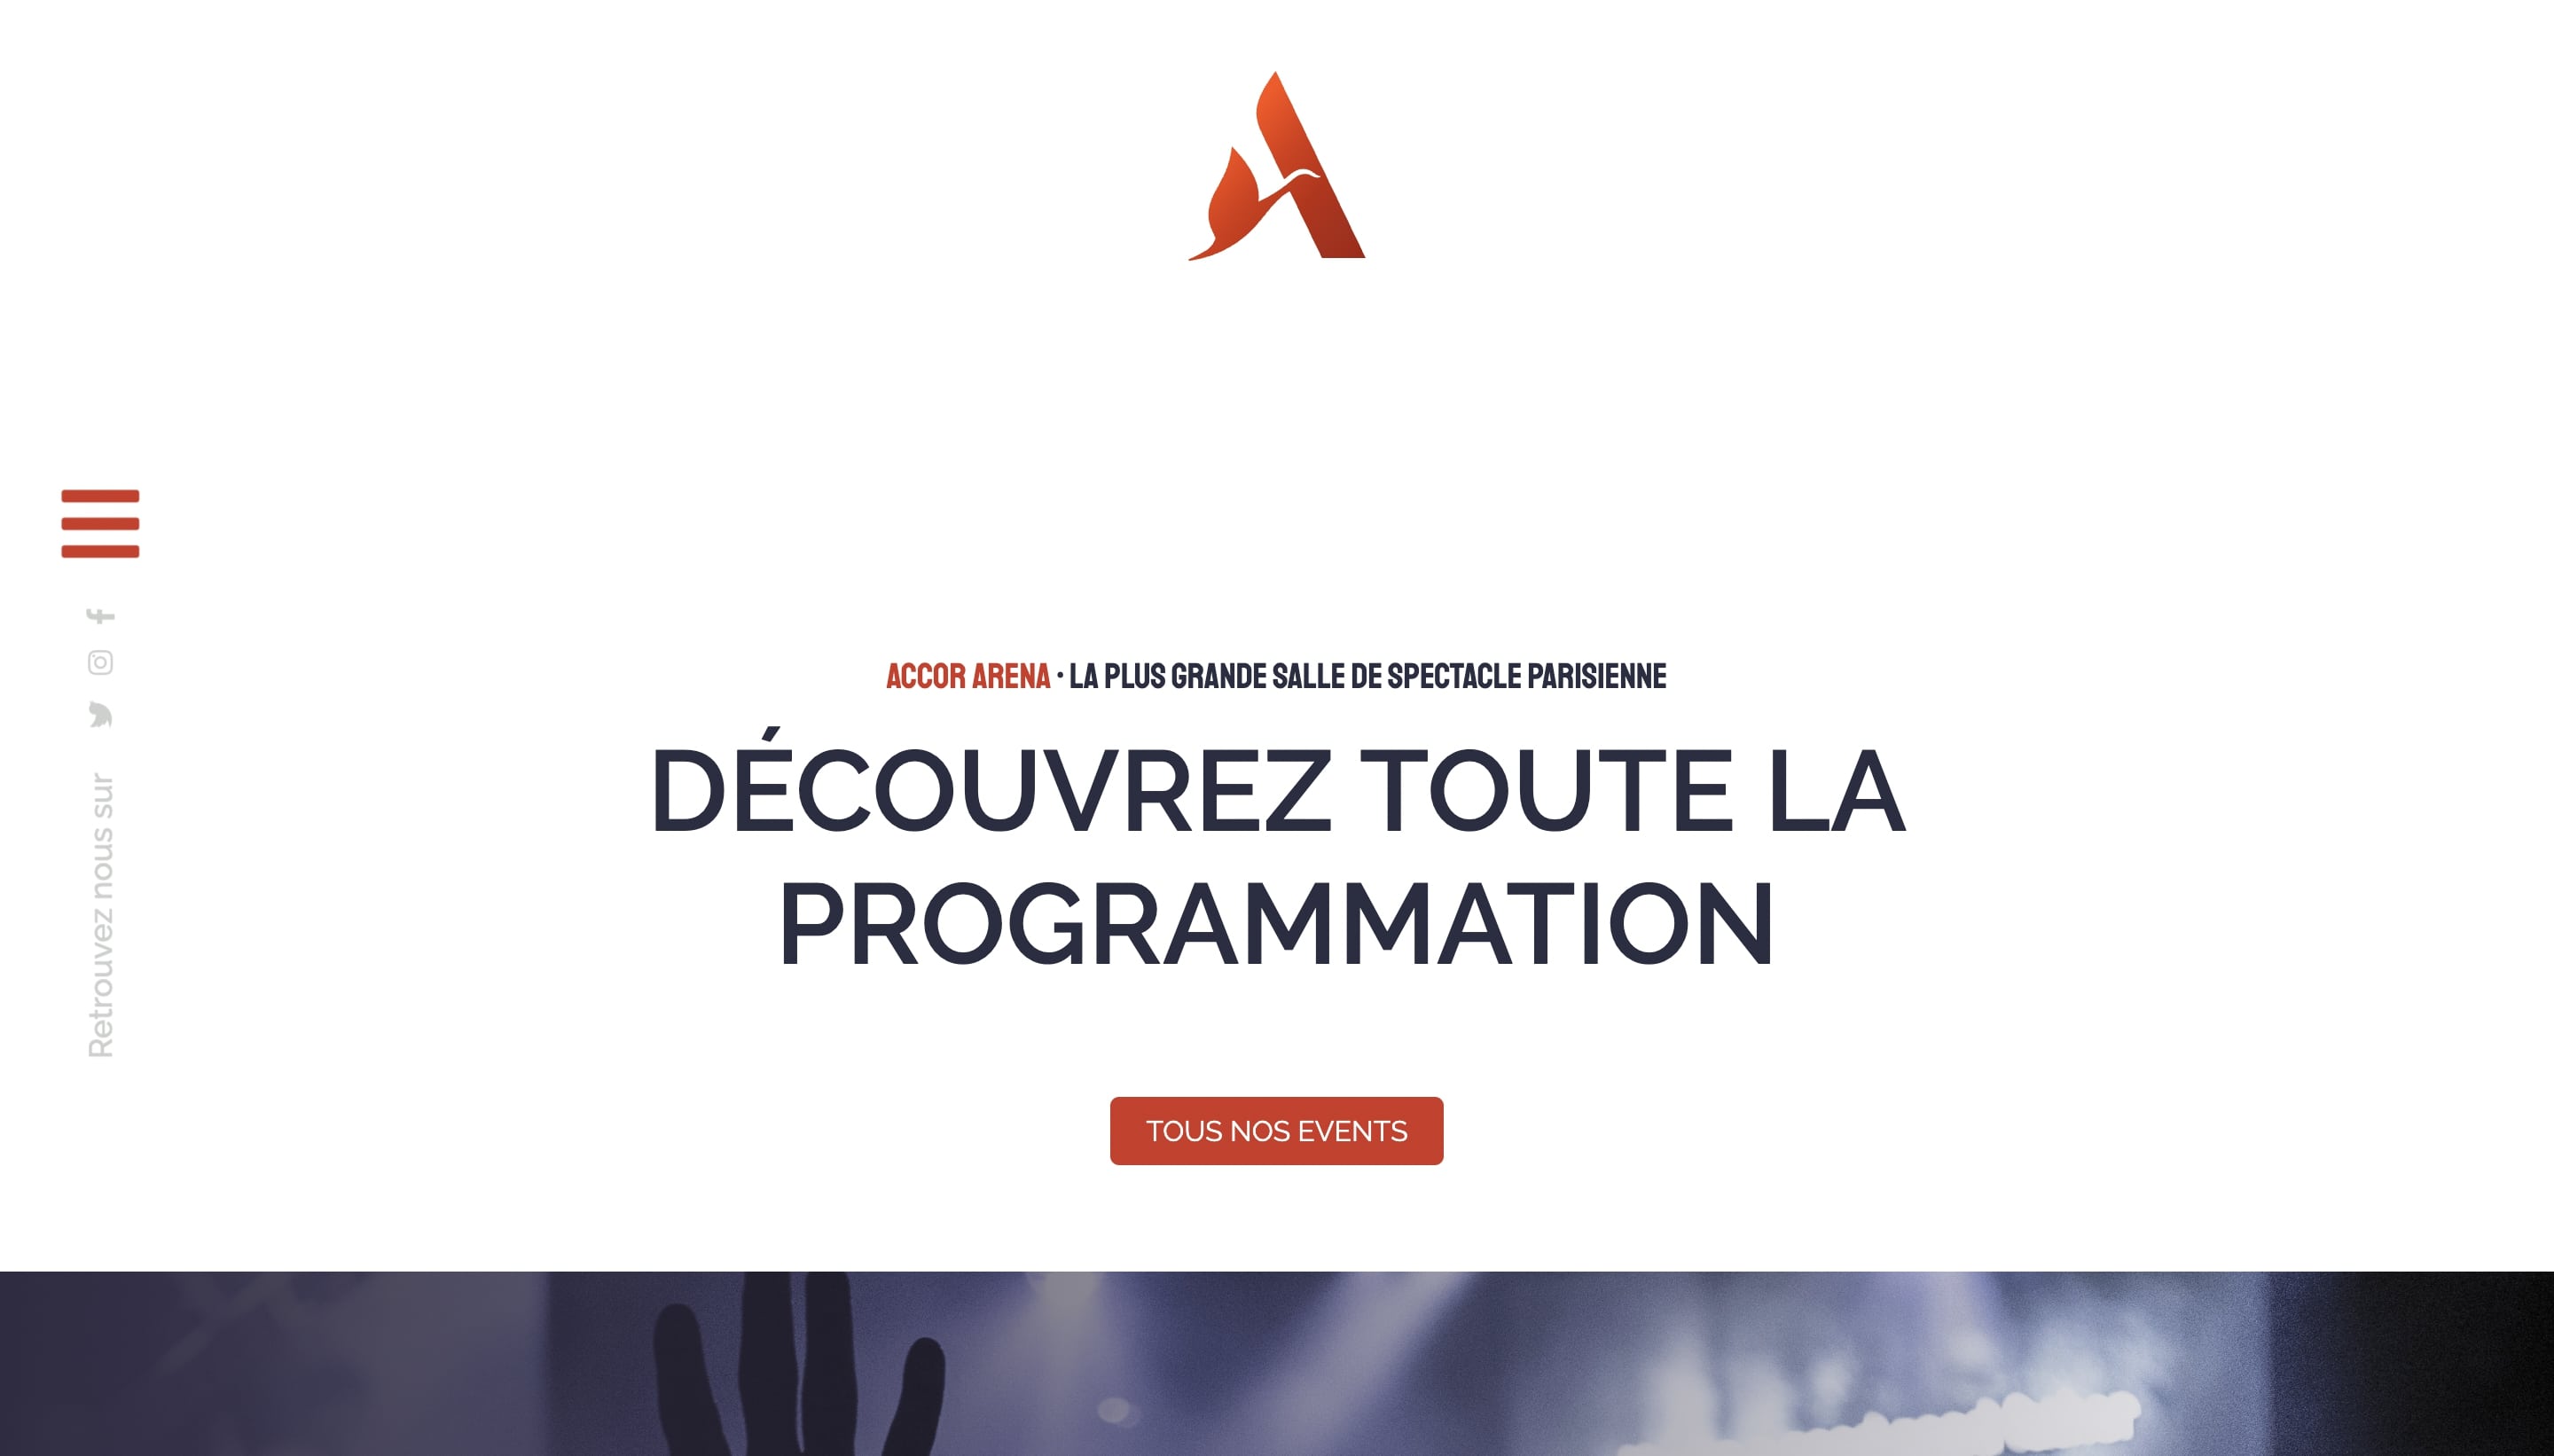 ACCOR ARENA · LA PLUS GRANDE SALLE DE SPECTACLE PARISIENNE
DÉCOUVREZ TOUTE LA
PROGRAMMATION
TOUS NOS EVENTS
Retrouvez nous sur